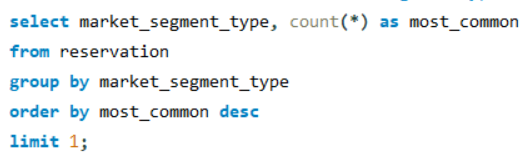 select market_segment_type, count(*) as most_common
from reservation
group by market_segment_type
order by most_common desc
limit 1;